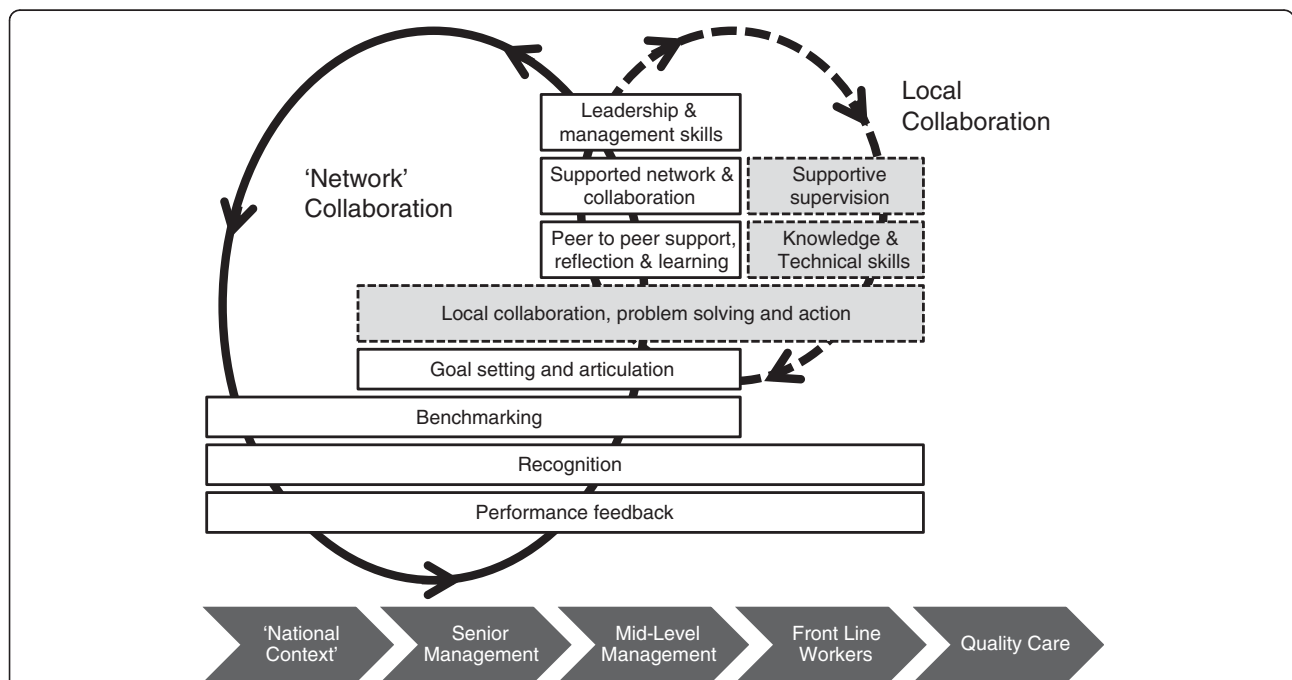 Leadership &
management skills
Local
Collaboration
'Network'
Collaboration
Supported network &
collaboration
Supportive
supervision
Peer to peer support,
reflection & learning
Knowledge &
Technical skills
Local collaboration, problem solving and action
Goal setting and articulation
Benchmarking
Recognition
Performance feedback
‘National
Context’
Senior
Management
Mid-Level
Management
Front Line
Workers
Quality Care